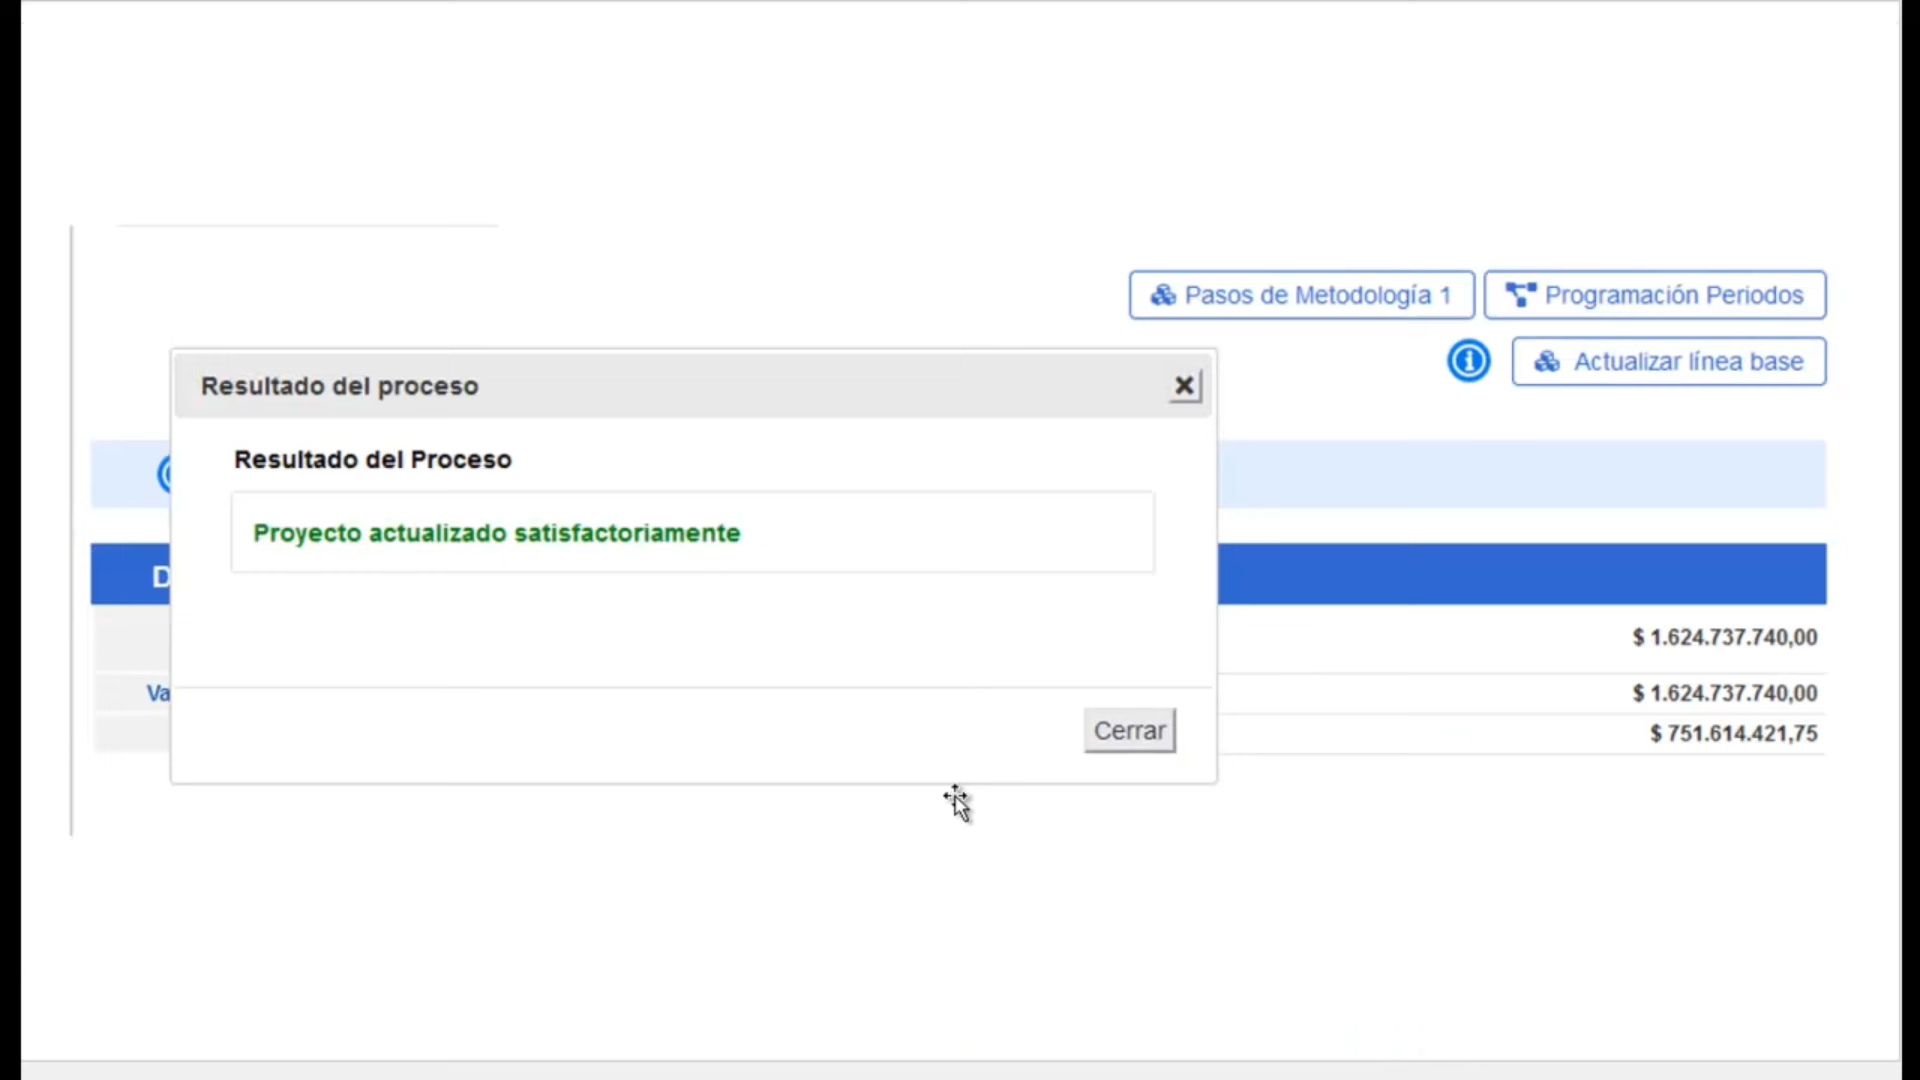 Pasos de Metodología 1
Programación Periodos
Actualizar línea base
Resultado del proceso
Resultado del Proceso
Proyecto actualizado satisfactoriamente
D
$ 1.624.737.740,00
Va
$ 1.624.737.740,00
$ 751.614.421,75
Cerrar